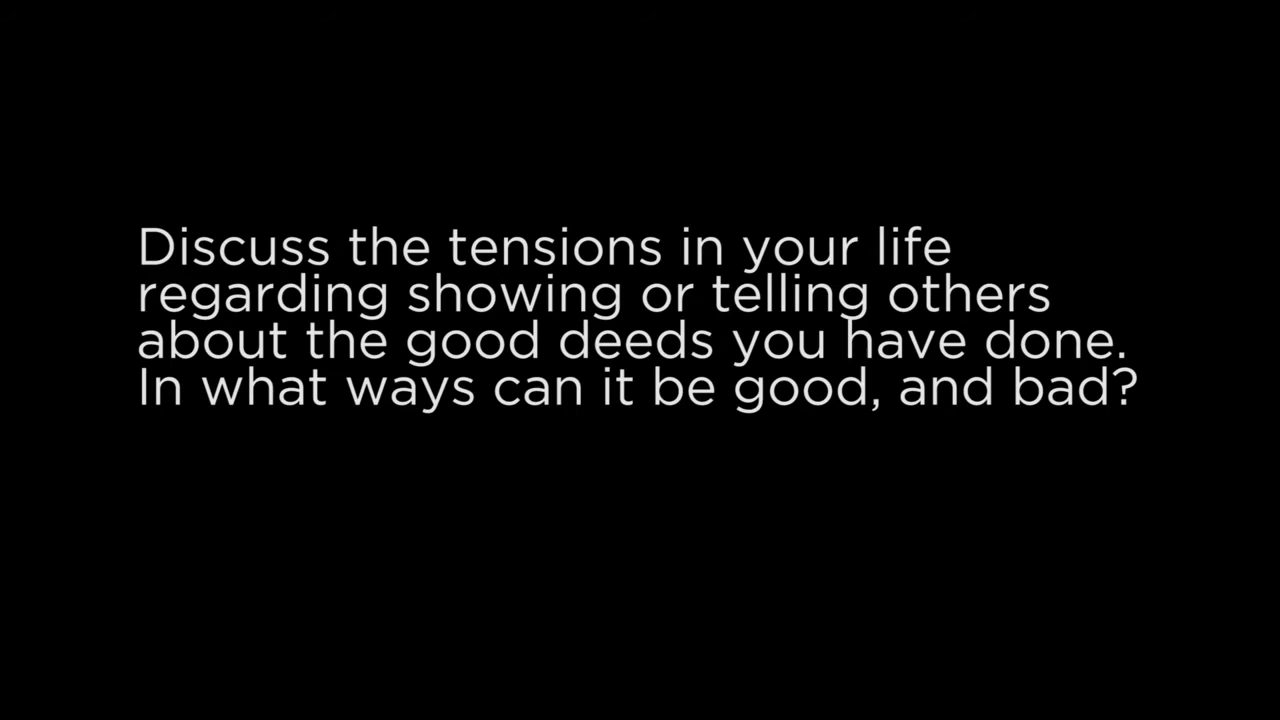 Discuss the tensions in your life
regarding showing or telling others
about the good deeds you have done.
In what ways can it be good, and bad?